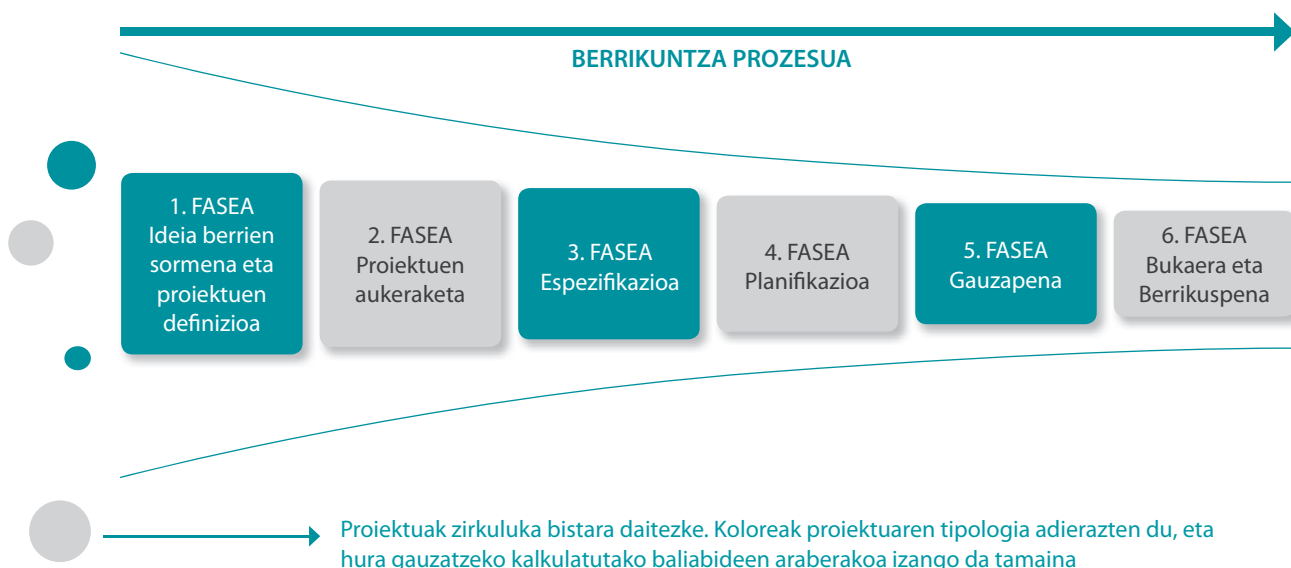 BERRIKUNTZA PROZESUA
1. FASEA
Ideia berrien
sormena eta
proiektuen
definizioa
2. FASEA
Proiektuen
aukeraketa
3. FASEA
Espezifikazioa
4. FASEA
Planifikazioa
5. FASEA
Gauzapena
6. FASEA
Bukaera eta
Berrikuspena
Proiektuak zirkuluka bistara daitezke. Koloreak proiektuaren tipologia adierazten du, eta
hura gauzatzeko kalkulatutako baliabideen araberakoa izango da tamaina